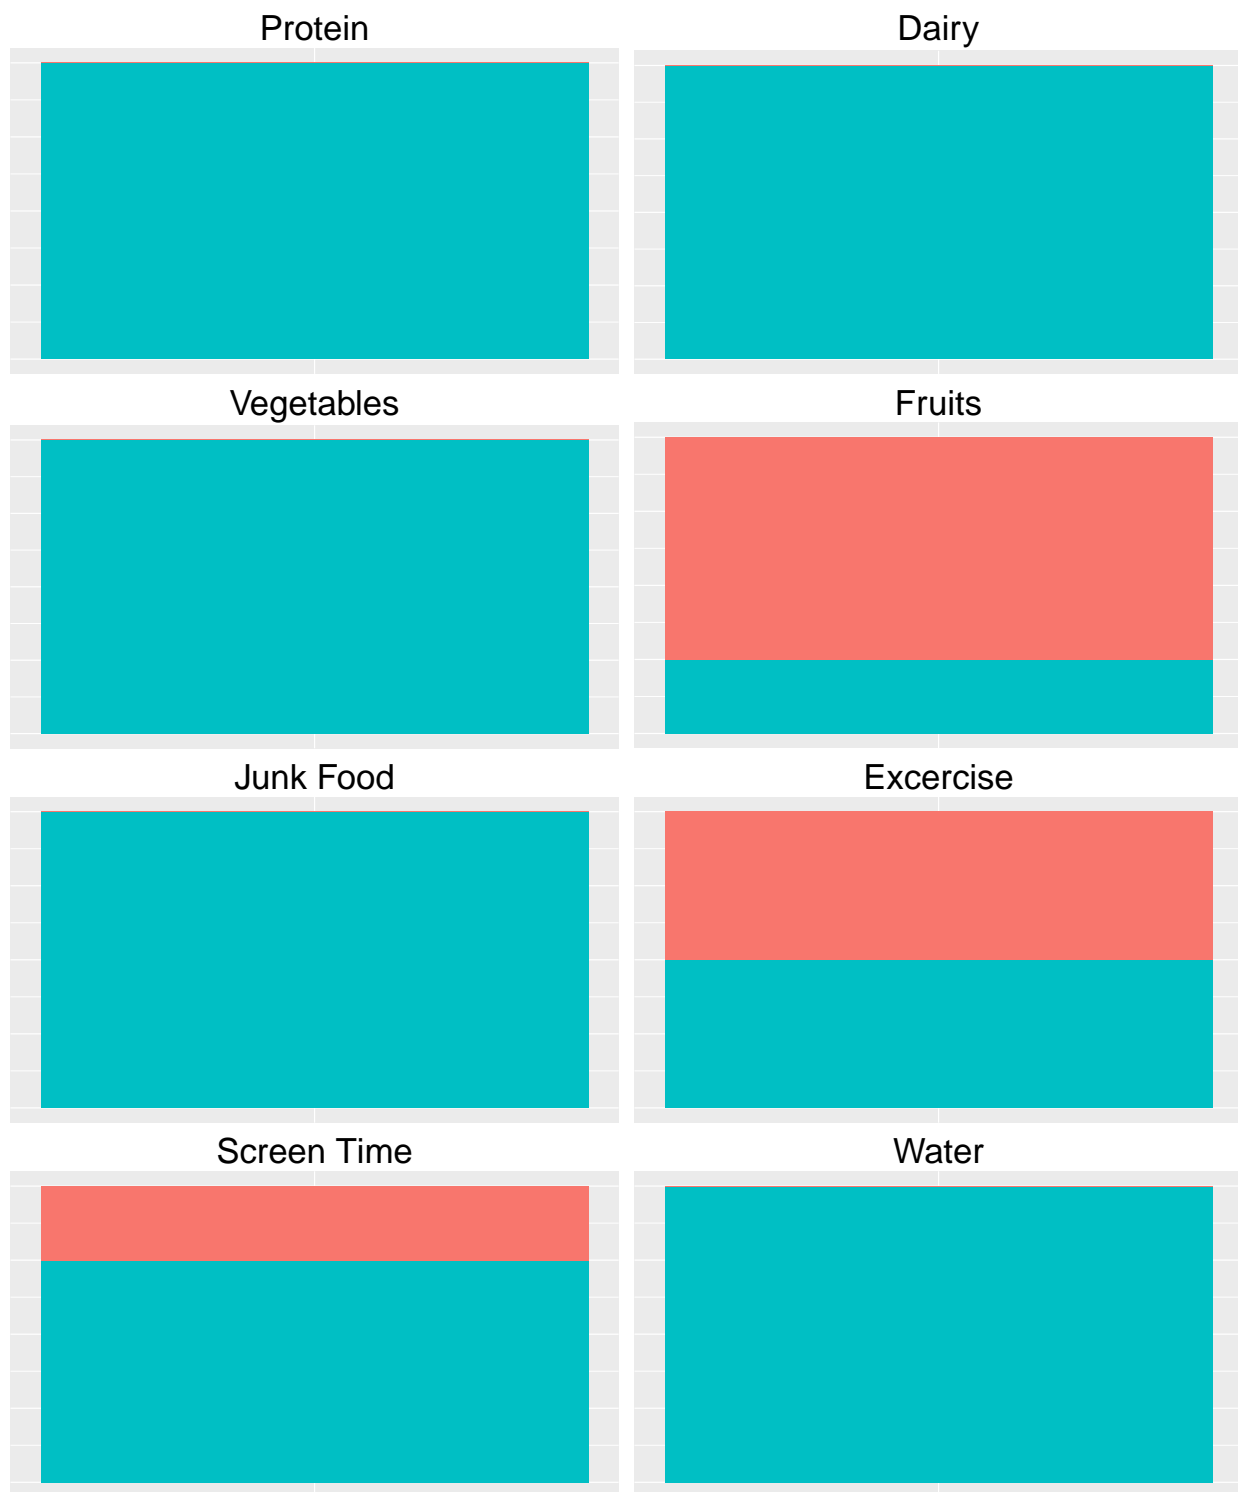 Protein
Dairy
Vegetables
Fruits
Junk Food
Excercise
Screen Time
Water